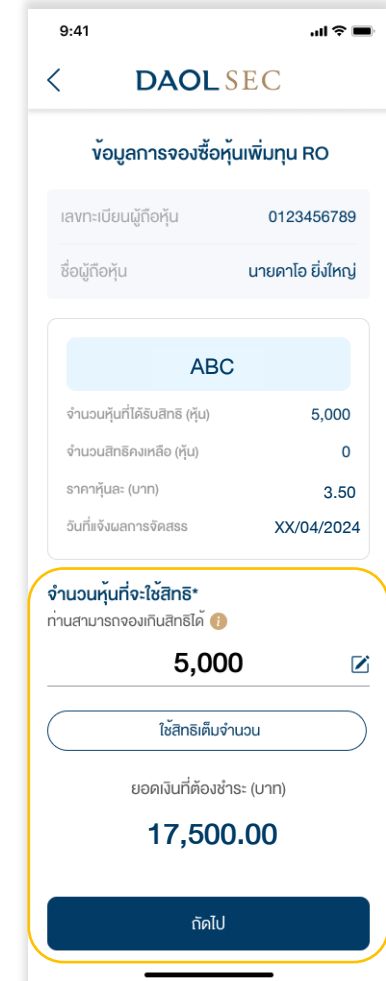 9:41
DAOL SEC
ข้อมูลการจองซื้อหุ้นเพิ่มทุน RO
เลขทะเบียนผู้ถือหุ้น 0123456789
ชื่อผู้ถือหุ้น นายดาโอ ยิ่งใหญ่
ABC
จำนวนหุ้นที่ได้รับสิทธิ (หุ้น) 5,000
จำนวนสิทธิคงเหลือ (หุ้น) 0
ราคาหุ้นละ (บาท) 3.50
วันที่แจ้งผลการจัดสรร XX/04/2024
จำนวนหุ้นที่จะใช้สิทธิ*
ท่านสามารถจองเกินสิทธิได้ i
5,000
ใช้สิทธิเต็มจำนวน
ยอดเงินที่ต้องชำระ (บาท)
17,500.00
ถัดไป